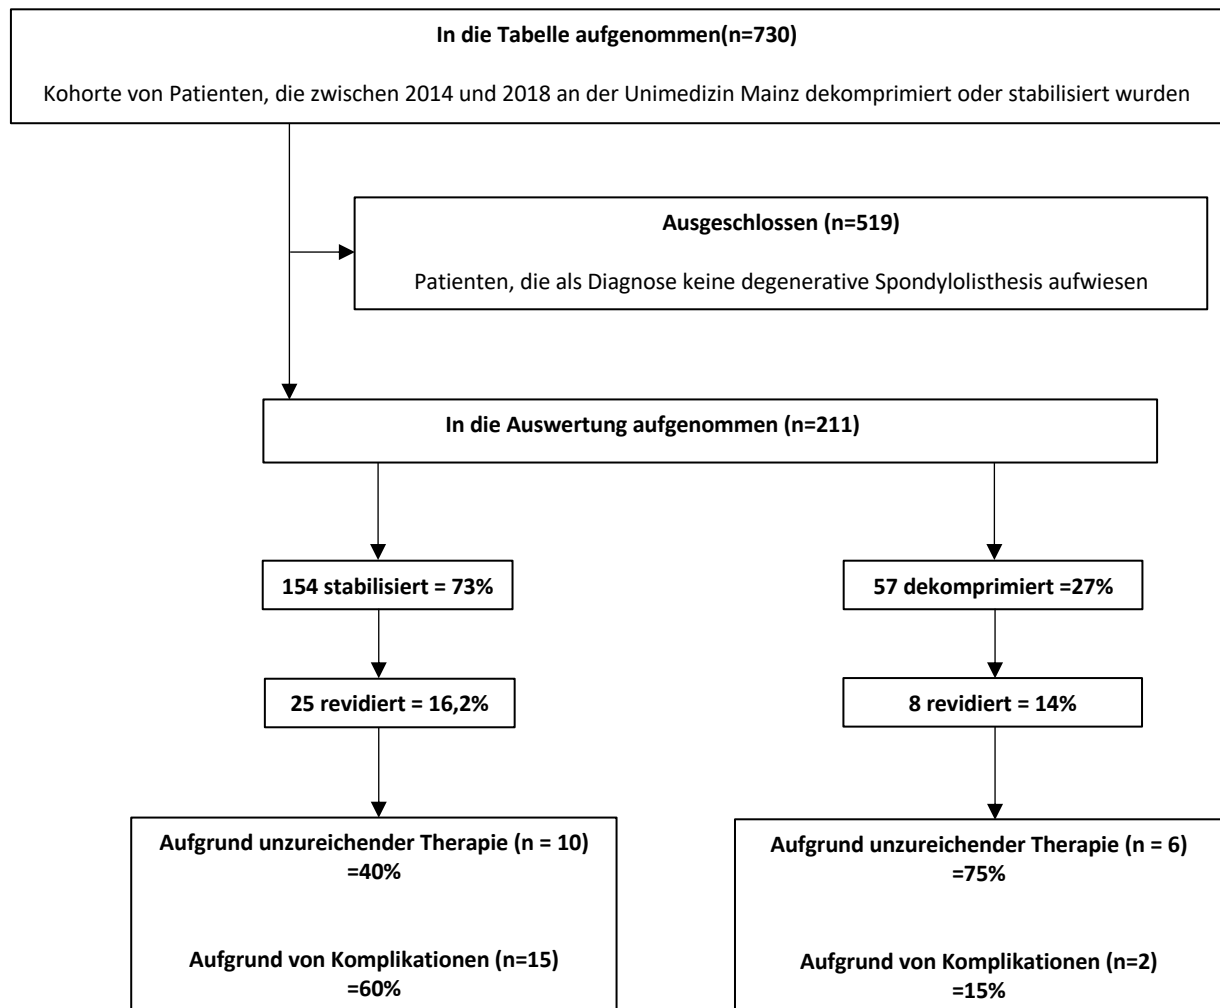 In die Tabelle aufgenommen(n=730)
Kohorte von Patienten, die zwischen 2014 und 2018 an der Unimedizin Mainz dekomprimiert oder stabilisiert wurden
Ausgeschlossen (n=519)
Patienten, die als Diagnose keine degenerative Spondylolisthesis aufwiesen
In die Auswertung aufgenommen (n=211)
154 stabilisiert = 73%
57 dekomprimiert =27%
25 revidiert = 16,2%
8 revidiert = 14%
Aufgrund unzureichender Therapie (n = 10)
=40%
Aufgrund von Komplikationen (n=15)
=60%
Aufgrund unzureichender Therapie (n = 6)
=75%
Aufgrund von Komplikationen (n=2)
=15%